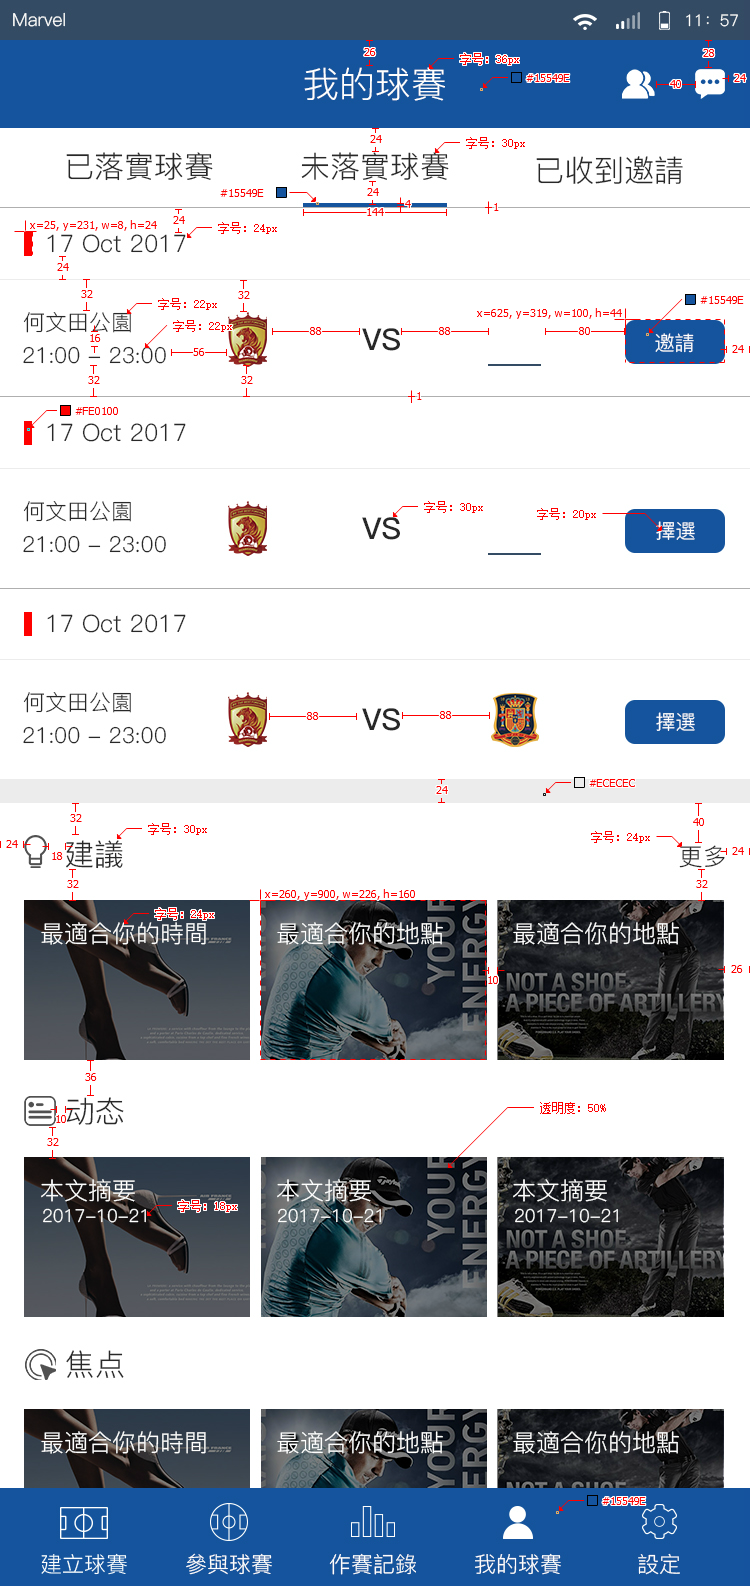 Marvel
11: 57
26
28
字号: 36px
我的球賽
#15549E
40
24
24
字号: 30px
已落實球賽
未落實球賽
已收到邀請
24
#15549E
4
144
1
x=25, y=231, w=8, h=24
24
字号: 24px
17 Oct 2017
24
32
32
字号: 22px
#15549E
x=625, y=319, w=100, h=44
何文田公園
字号: 22px
88
VS
88
80
邀請
16
21:00 – 23:00
56
24
32
32
1
#FE0100
17 Oct 2017
何文田公園
字号: 30px
字号: 20px
VS
擇選
21:00 – 23:00
17 Oct 2017
何文田公園
88
VS
88
擇選
21:00 – 23:00
24
#ECECEC
32
40
字号: 30px
字号: 24px
24
18
建議
更多
24
32
32
x=260, y=900, w=226, h=160
字号: 24px
最適合你的時間
最適合你的地點
最適合你的地點
YOUR
ENERGY
10
26
NOT A SHOE.
A PIECE OF ARTILLERY
36
10
动态
透明度: 50%
32
本文摘要
本文摘要
本文摘要
字号: 18px
2017-10-21
2017-10-21
2017-10-21
YOUR
ENERGY
NOT A SHOE.
A PIECE OF ARTILLERY
焦点
最適合你的時間
最適合你的地點
最適合你的地點
#15549E
建立球賽
參與球賽
作賽記錄
我的球賽
設定